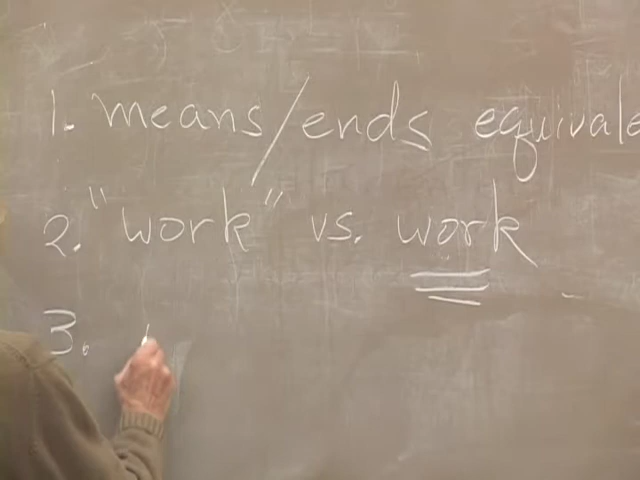 1. means/ends equivale
2. "work" vs. work
3.